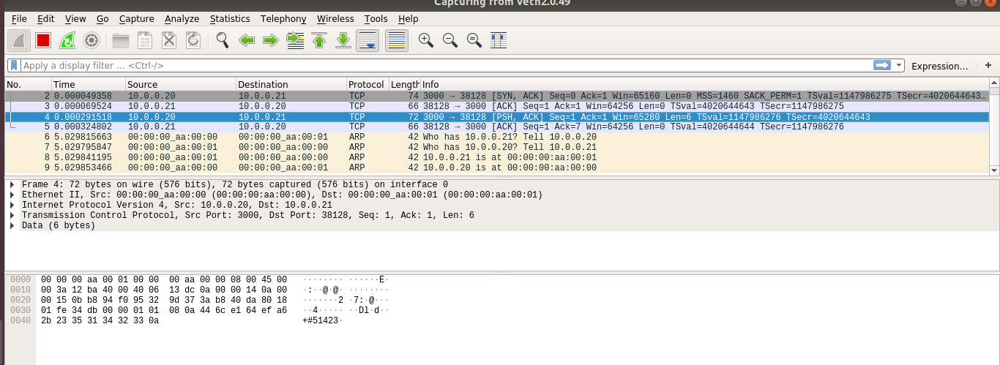 Capturing from veth2.0.49
File Edit View Go Capture Analyze Statistics Telephony Wireless Tools Help
Apply a display filter ... <Ctrl-/> Expression... +
No. Time Source Destination Protocol Length Info
2 0.000049358 10.0.0.20 10.0.0.21 TCP 74 3000 → 38128 [SYN, ACK] Seq=0 Ack=1 Win=65160 Len=0 MSS=1460 SACK_PERM=1 TSval=1147986275 TSecr=4020644643…
3 0.000069524 10.0.0.21 10.0.0.20 TCP 66 38128 → 3000 [ACK] Seq=1 Ack=1 Win=64256 Len=0 TSval=4020644643 TSecr=1147986275
4 0.000291518 10.0.0.20 10.0.0.21 TCP 72 3000 → 38128 [PSH, ACK] Seq=1 Ack=1 Win=65280 Len=6 TSval=1147986276 TSecr=4020644643
5 0.000324802 10.0.0.21 10.0.0.20 TCP 66 38128 → 3000 [ACK] Seq=1 Ack=7 Win=64256 Len=0 TSval=4020644644 TSecr=1147986276
6 5.029815663 00:00:00_aa:00:00 00:00:00_aa:00:01 ARP 42 Who has 10.0.0.21? Tell 10.0.0.20
7 5.029795847 00:00:00_aa:00:01 00:00:00_aa:00:00 ARP 42 Who has 10.0.0.20? Tell 10.0.0.21
8 5.029841195 00:00:00_aa:00:01 00:00:00_aa:00:00 ARP 42 10.0.0.21 is at 00:00:00:aa:00:01
9 5.029853466 00:00:00_aa:00:00 00:00:00_aa:00:01 ARP 42 10.0.0.20 is at 00:00:00:aa:00:00
Frame 4: 72 bytes on wire (576 bits), 72 bytes captured (576 bits) on interface 0
Ethernet II, Src: 00:00:00_aa:00:00 (00:00:00:aa:00:00), Dst: 00:00:00_aa:00:01 (00:00:00:aa:00:01)
Internet Protocol Version 4, Src: 10.0.0.20, Dst: 10.0.0.21
Transmission Control Protocol, Src Port: 3000, Dst Port: 38128, Seq: 1, Ack: 1, Len: 6
Data (6 bytes)
0000 00 00 00 aa 00 01 00 00 00 aa 00 00 08 00 45 00 ········ ······E·
0010 00 3a 12 ba 40 00 40 06 13 dc 0a 00 00 14 0a 00 ·:··@·@· ········
0020 00 15 0b b8 94 f0 95 32 9d 37 3a b8 40 da 80 18 ·······2 ·7:·@···
0030 01 fe 34 db 00 00 01 01 08 0a 44 6c e1 64 ef a6 ··4····· ··Dl·d··
0040 2b 23 35 31 34 32 33 0a +#51423·